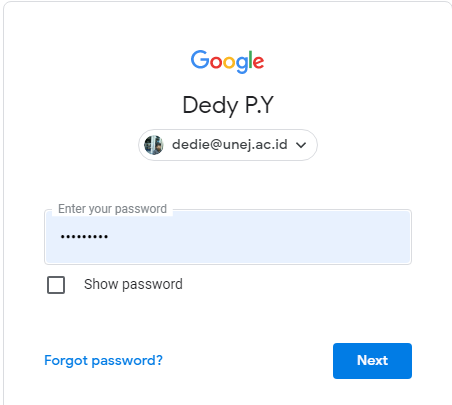 Google
Dedy P.Y
dedie@unej.ac.id
Enter your password
•••••••••
Show password
Forgot password?
Next